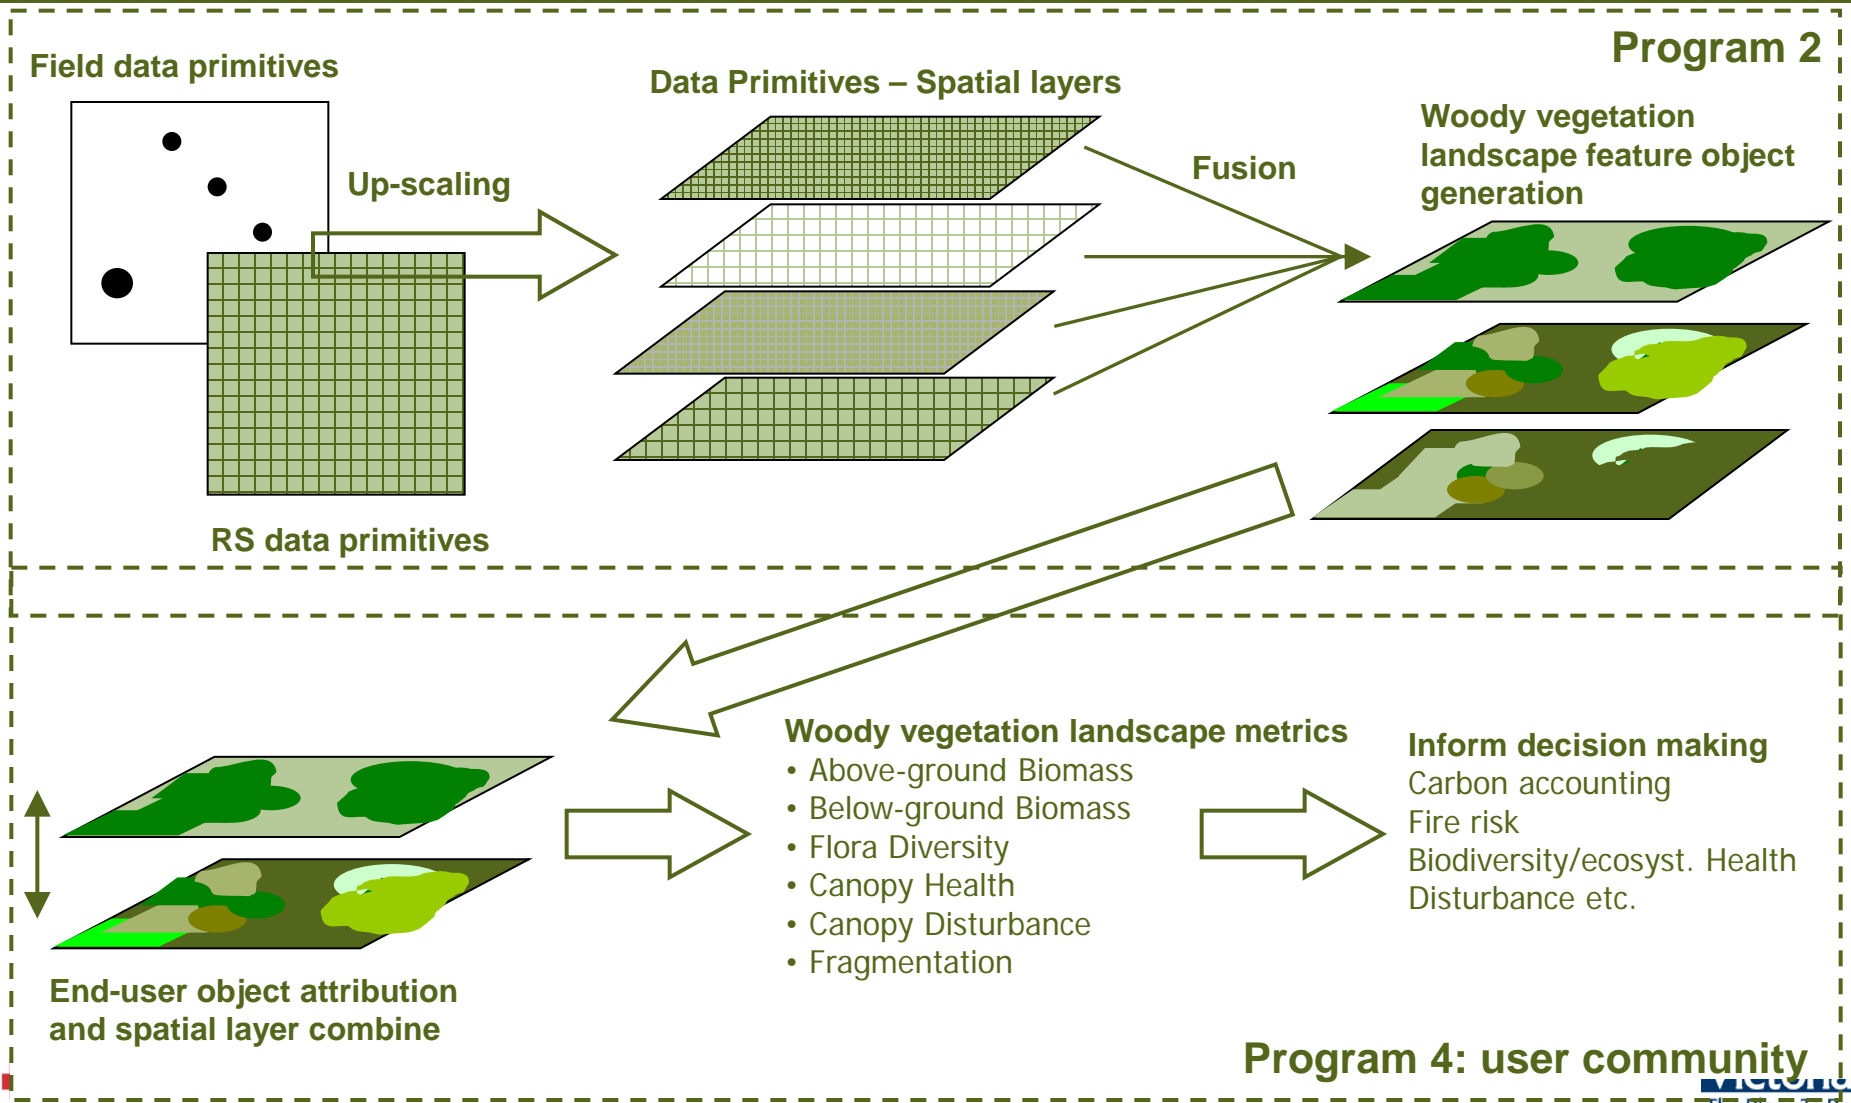 Program 2
Field data primitives
Data Primitives – Spatial layers
Woody vegetation
landscape feature object
generation
Up-scaling
Fusion
RS data primitives
Woody vegetation landscape metrics
• Above-ground Biomass
• Below-ground Biomass
• Flora Diversity
• Canopy Health
• Canopy Disturbance
• Fragmentation
Inform decision making
Carbon accounting
Fire risk
Biodiversity/ecosyst. Health
Disturbance etc.
End-user object attribution
and spatial layer combine
Program 4: user community
Victoria